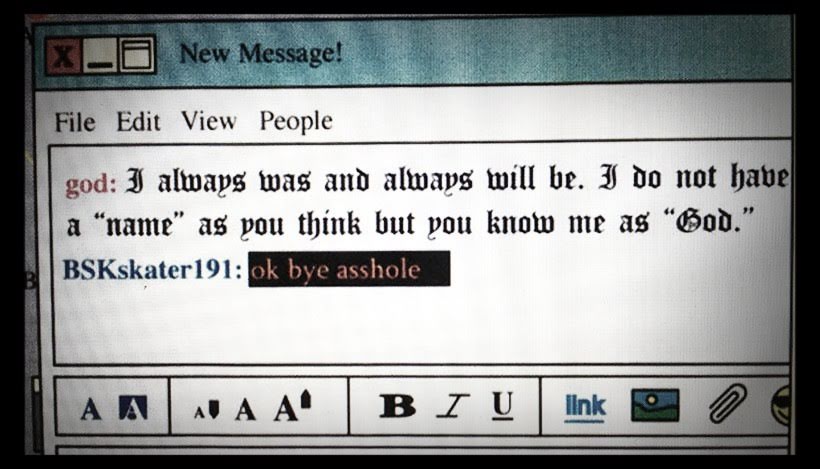 X New Message!
File Edit View People
god: I always was and always will be. I do not have
a “name” as you think but you know me as “God.”
BSKskater191: ok bye asshole
A A A A A B I U link